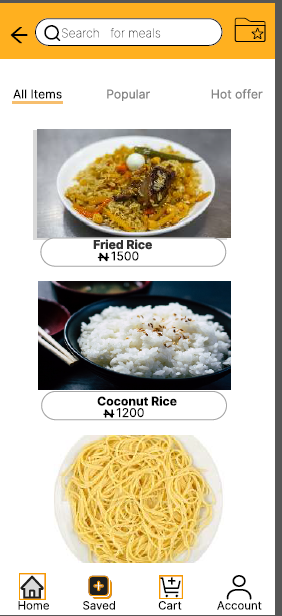 Search for meals
All Items Popular Hot offer
Fried Rice
₦1500
Coconut Rice
₦1200
Home Saved Cart Account